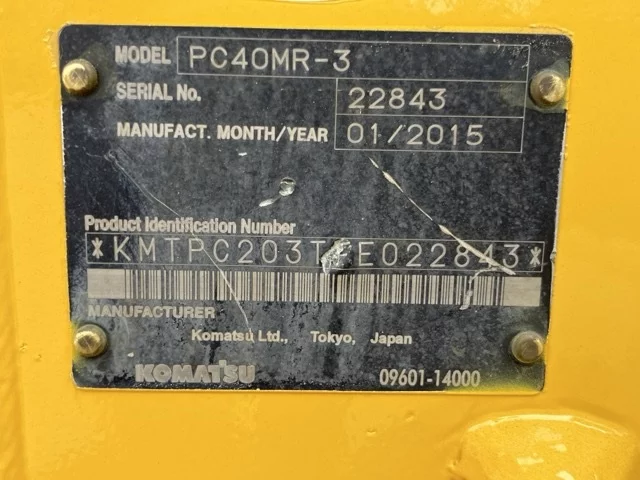 MODEL PC40MR-3
SERIAL No. 22843
MANUFACT. MONTH/YEAR 01/2015
Product Identification Number
MANUFACTURER
Komatsu Ltd., Tokyo, Japan
KOMATSU 09601-14000